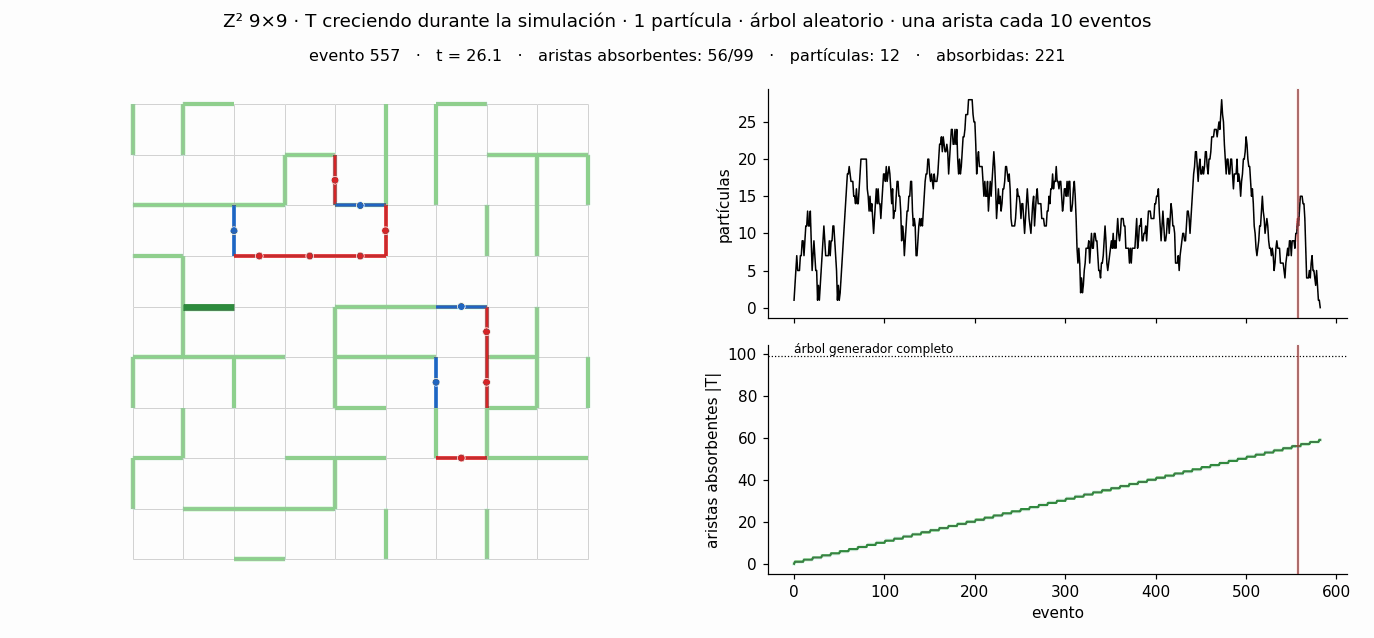 Z² 9×9 · T creciendo durante la simulación · 1 partícula · árbol aleatorio · una arista cada 10 eventos
evento 557 · t = 26.1 · aristas absorbentes: 56/99 · partículas: 12 · absorbidas: 221
partículas
25
20
15
10
5
0
árbol generador completo
aristas absorbentes |T|
100
80
60
40
20
0
0 100 200 300 400 500 600
evento